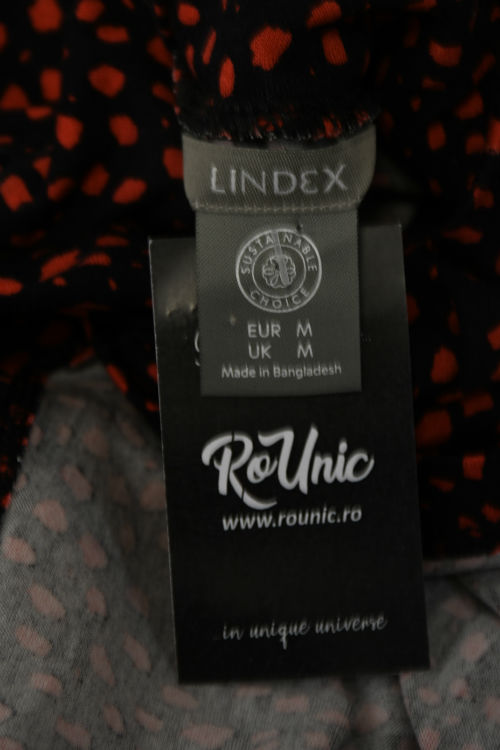 LINDEX
SUSTAINABLE
CHOICE
EUR M
UK M
Made in Bangladesh
RoUnic
www.rounic.ro
...in unique universe